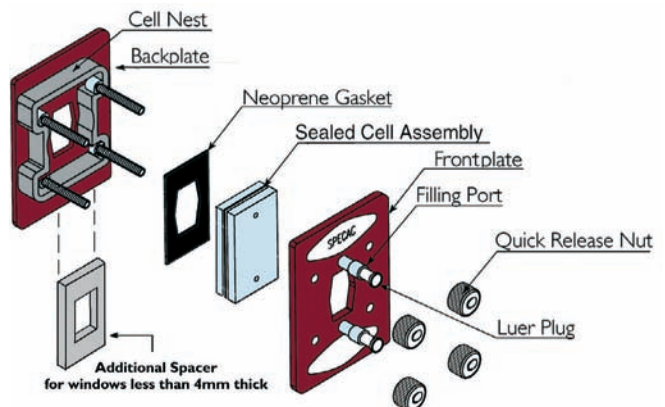 Cell Nest
Backplate
Neoprene Gasket
Sealed Cell Assembly
Frontplate
Filling Port
SPECAC
Quick Release Nut
Luer Plug
Additional Spacer
for windows less than 4mm thick